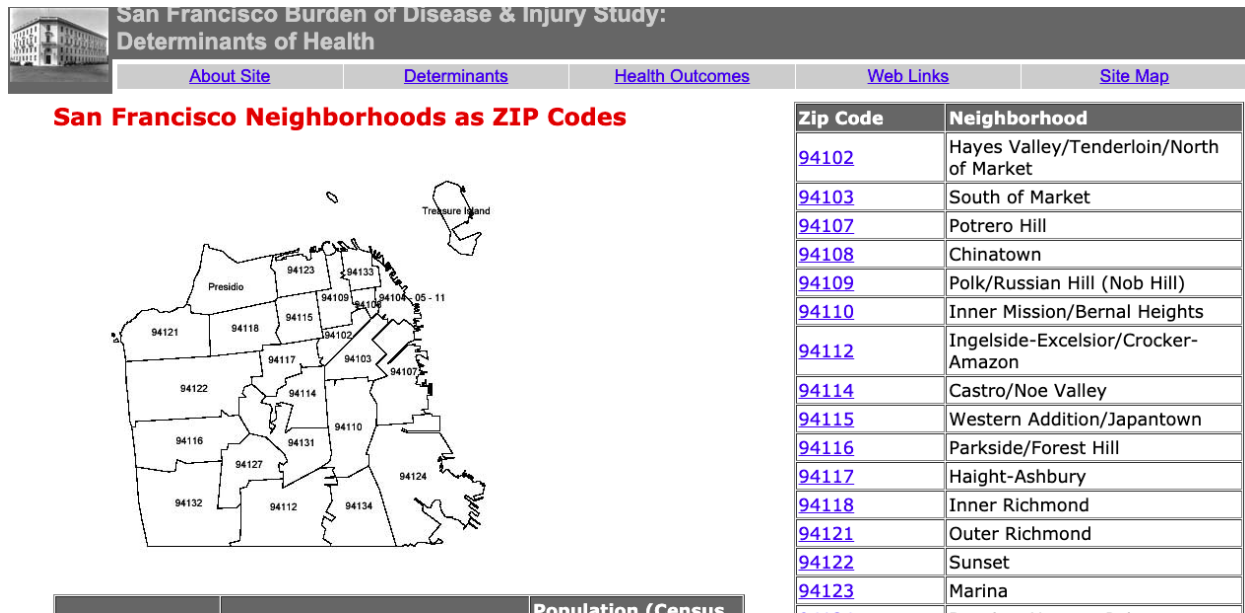 San Francisco Burden of Disease & Injury Study:
Determinants of Health
About Site
Determinants
Health Outcomes
Web Links
Site Map
San Francisco Neighborhoods as ZIP Codes
Treasure Island
94123
94133
Presidio
94109
94108
94104 - 05 - 11
94115
94121
94118
94102
94117
94103
94107
94122
94114
94110
94116
94131
94127
94124
94132
94112
94134
Zip Code Neighborhood
94102 Hayes Valley/Tenderloin/North
of Market
94103 South of Market
94107 Potrero Hill
94108 Chinatown
94109 Polk/Russian Hill (Nob Hill)
94110 Inner Mission/Bernal Heights
94112 Ingelside-Excelsior/Crocker-
Amazon
94114 Castro/Noe Valley
94115 Western Addition/Japantown
94116 Parkside/Forest Hill
94117 Haight-Ashbury
94118 Inner Richmond
94121 Outer Richmond
94122 Sunset
94123 Marina
Population (Census